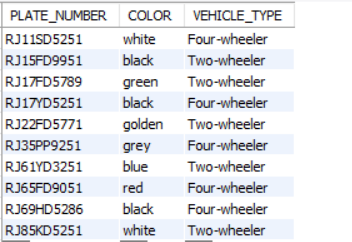 PLATE_NUMBER COLOR VEHICLE_TYPE
RJ11SD5251 white Four-wheeler
RJ15FD9951 black Two-wheeler
RJ17FD5789 green Two-wheeler
RJ17YD5251 black Four-wheeler
RJ22FD5771 golden Two-wheeler
RJ35PP9251 grey Four-wheeler
RJ61YD3251 blue Two-wheeler
RJ65FD9051 red Four-wheeler
RJ69HD5286 black Four-wheeler
RJ85KD5251 white Two-wheeler